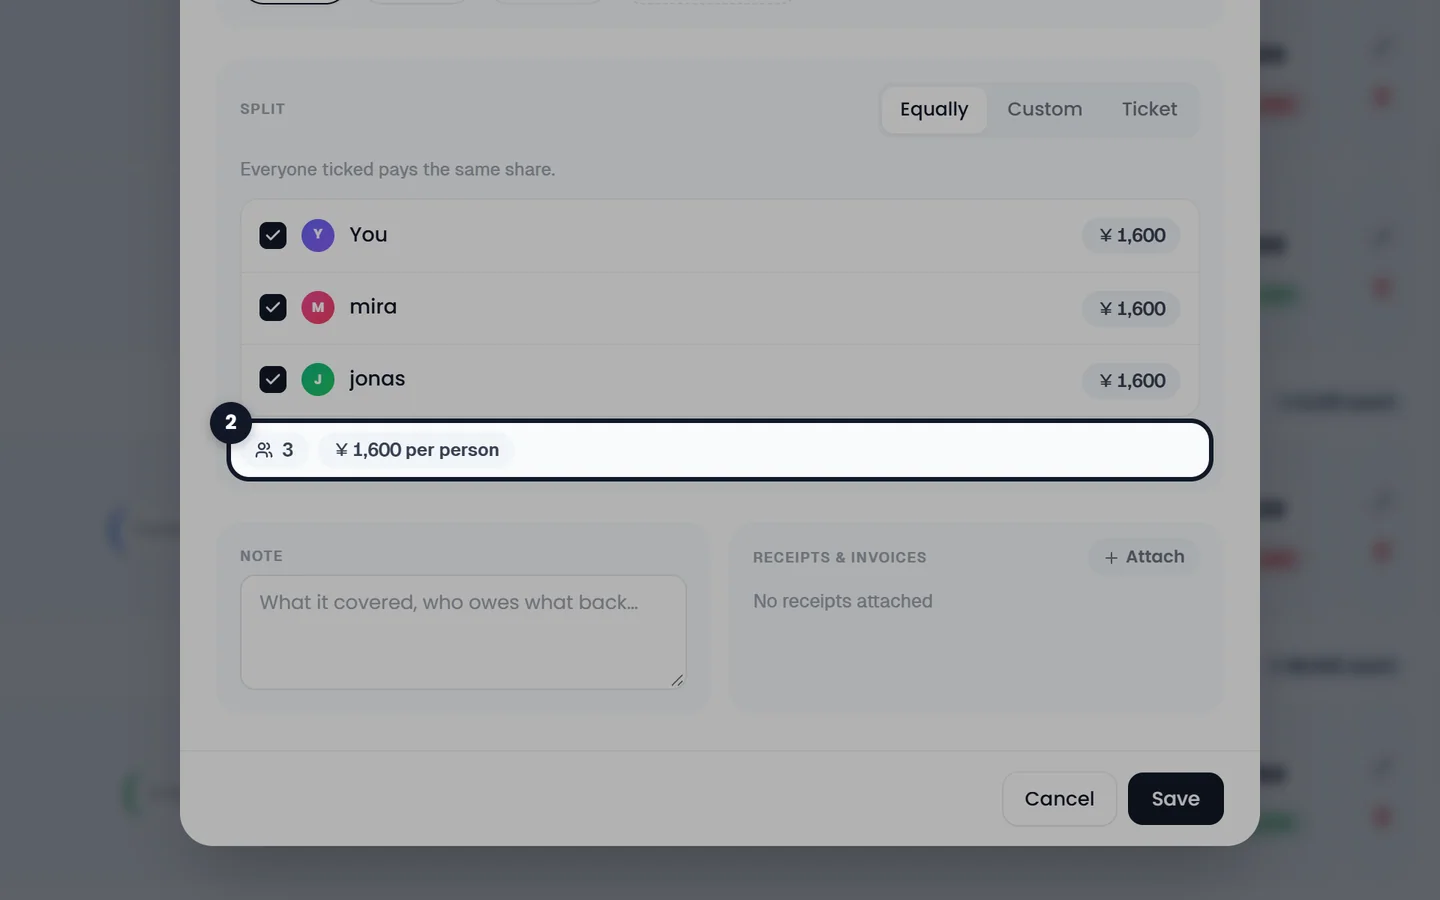 SPLIT
Equally Custom Ticket
Everyone ticked pays the same share.
Y You ¥ 1,600
M mira ¥ 1,600
J jonas ¥ 1,600
2
3 ¥ 1,600 per person
NOTE
What it covered, who owes what back...
RECEIPTS & INVOICES
+ Attach
No receipts attached
Cancel Save